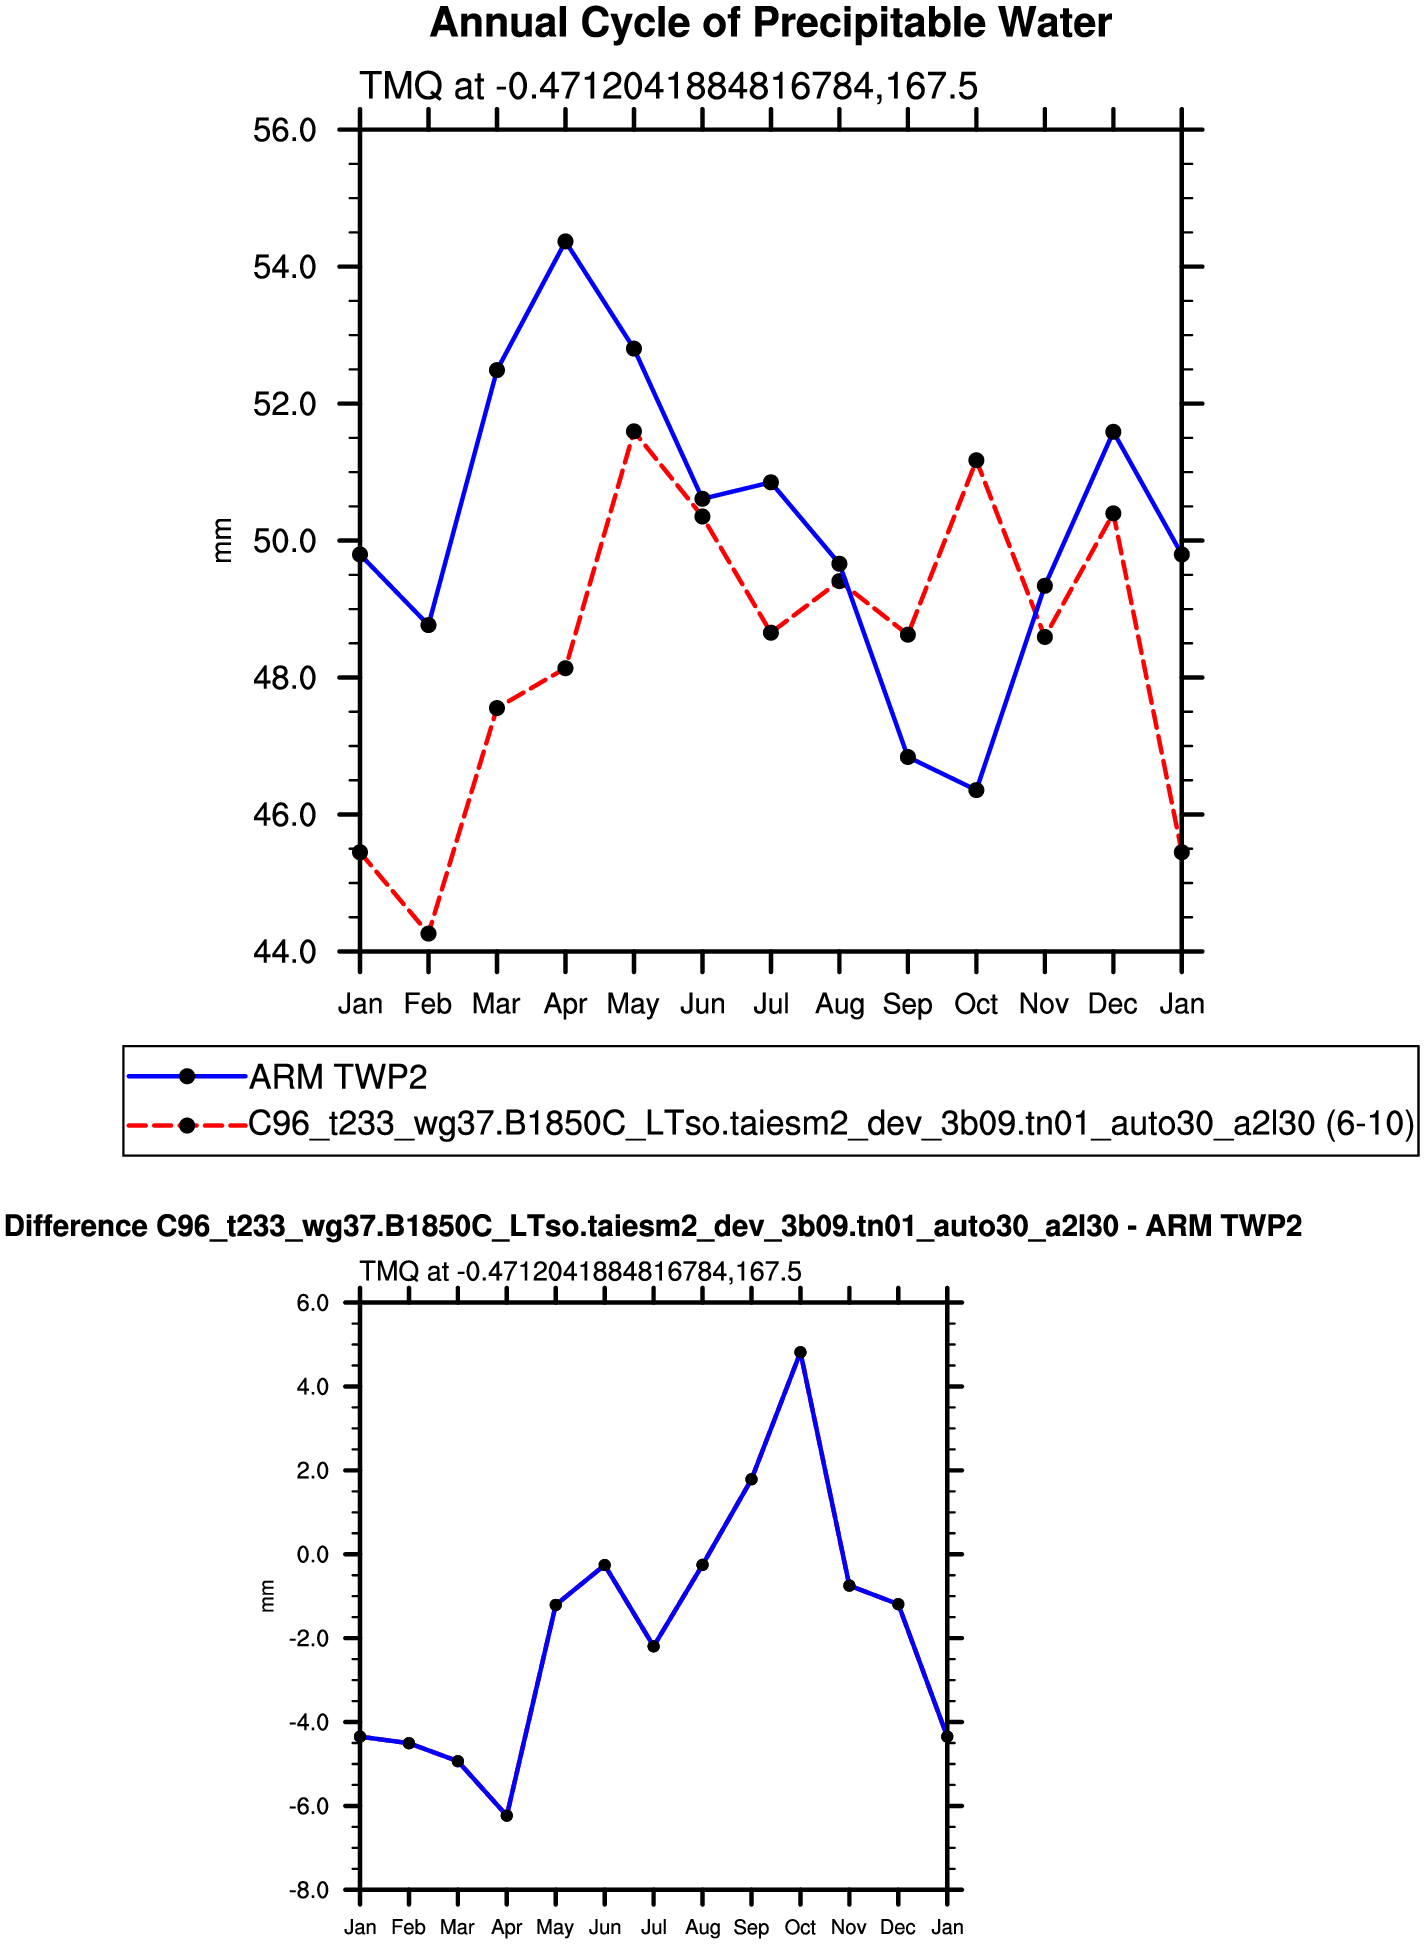 Annual Cycle of Precipitable Water
TMQ at -0.4712041884816784,167.5
56.0
54.0
52.0
50.0
48.0
46.0
44.0
mm
Jan Feb Mar Apr May Jun Jul Aug Sep Oct Nov Dec Jan
ARM TWP2
C96_t233_wg37.B1850C_LTso.taiesm2_dev_3b09.tn01_auto30_a2l30 (6-10)
Difference C96_t233_wg37.B1850C_LTso.taiesm2_dev_3b09.tn01_auto30_a2l30 - ARM TWP2
TMQ at -0.4712041884816784,167.5
6.0
4.0
2.0
0.0
-2.0
-4.0
-6.0
-8.0
mm
Jan Feb Mar Apr May Jun Jul Aug Sep Oct Nov Dec Jan